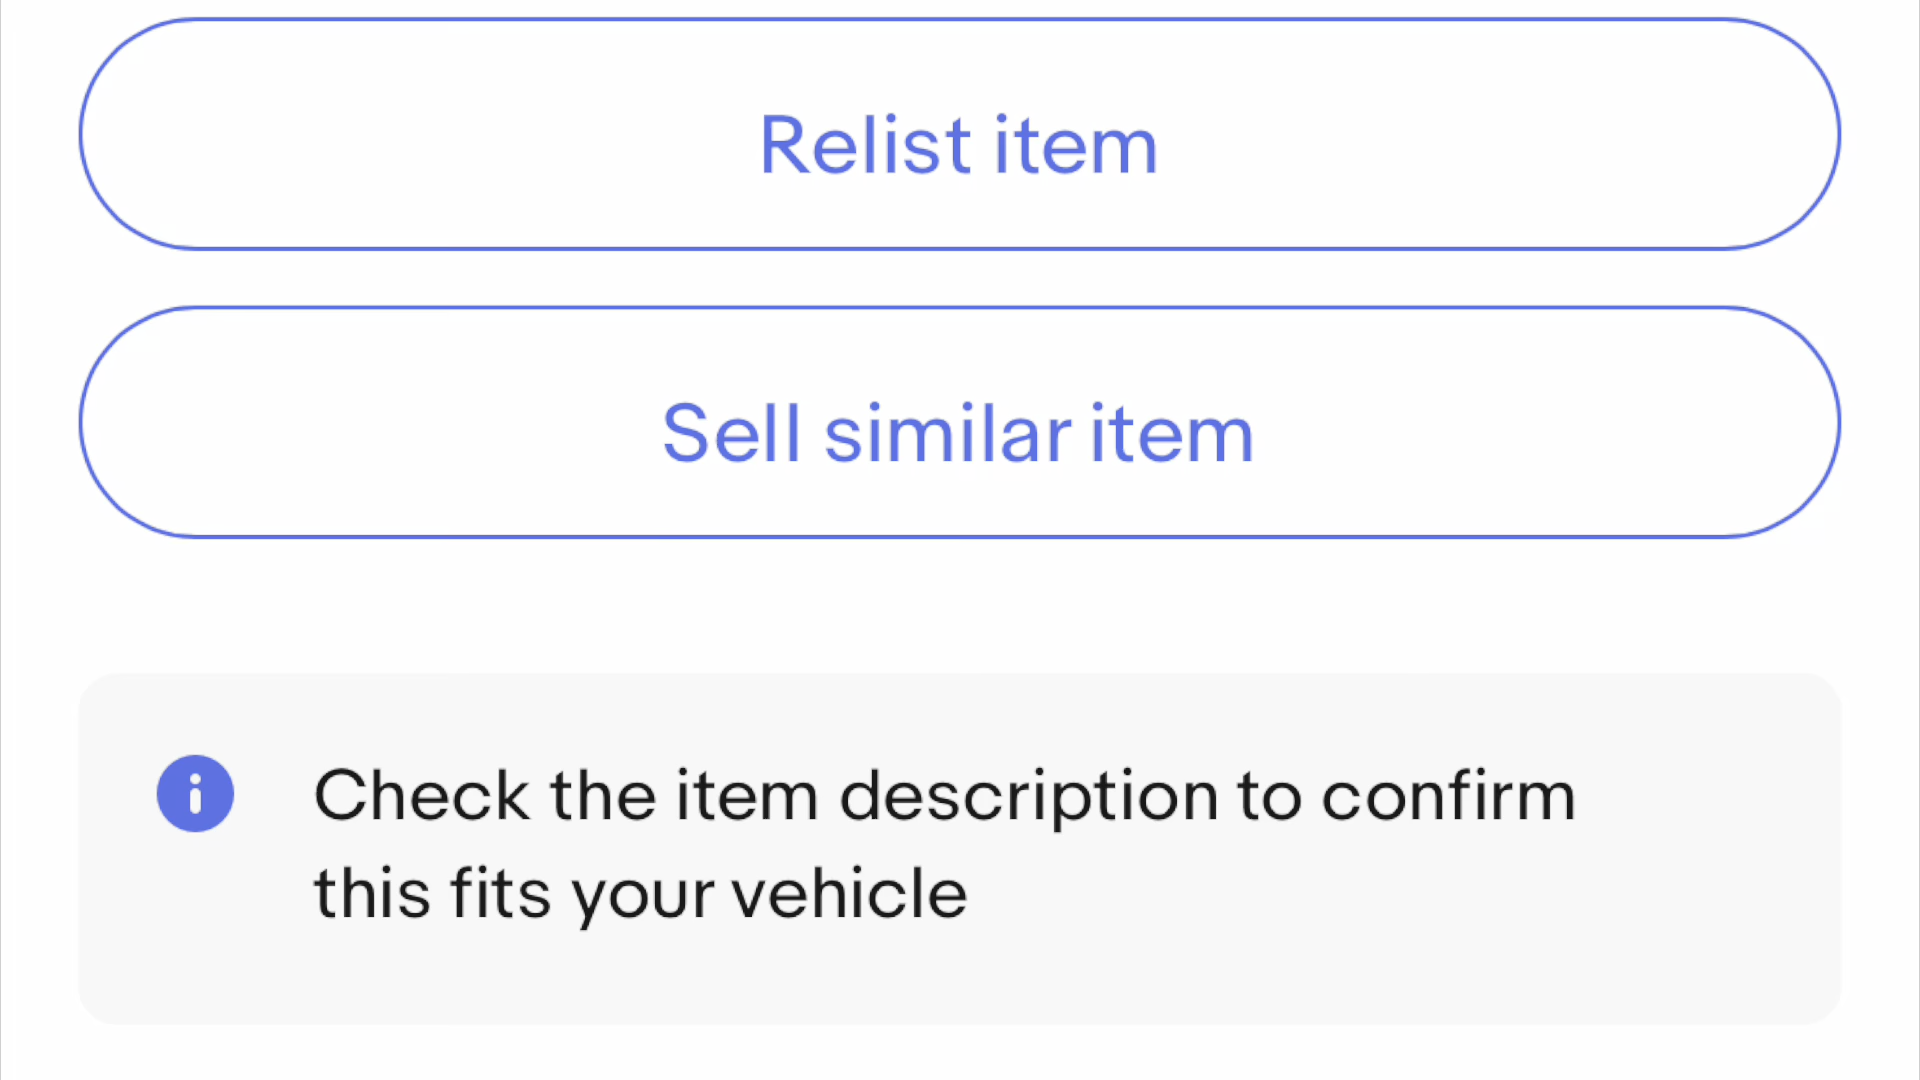 Relist item
Sell similar item
Check the item description to confirm
this fits your vehicle